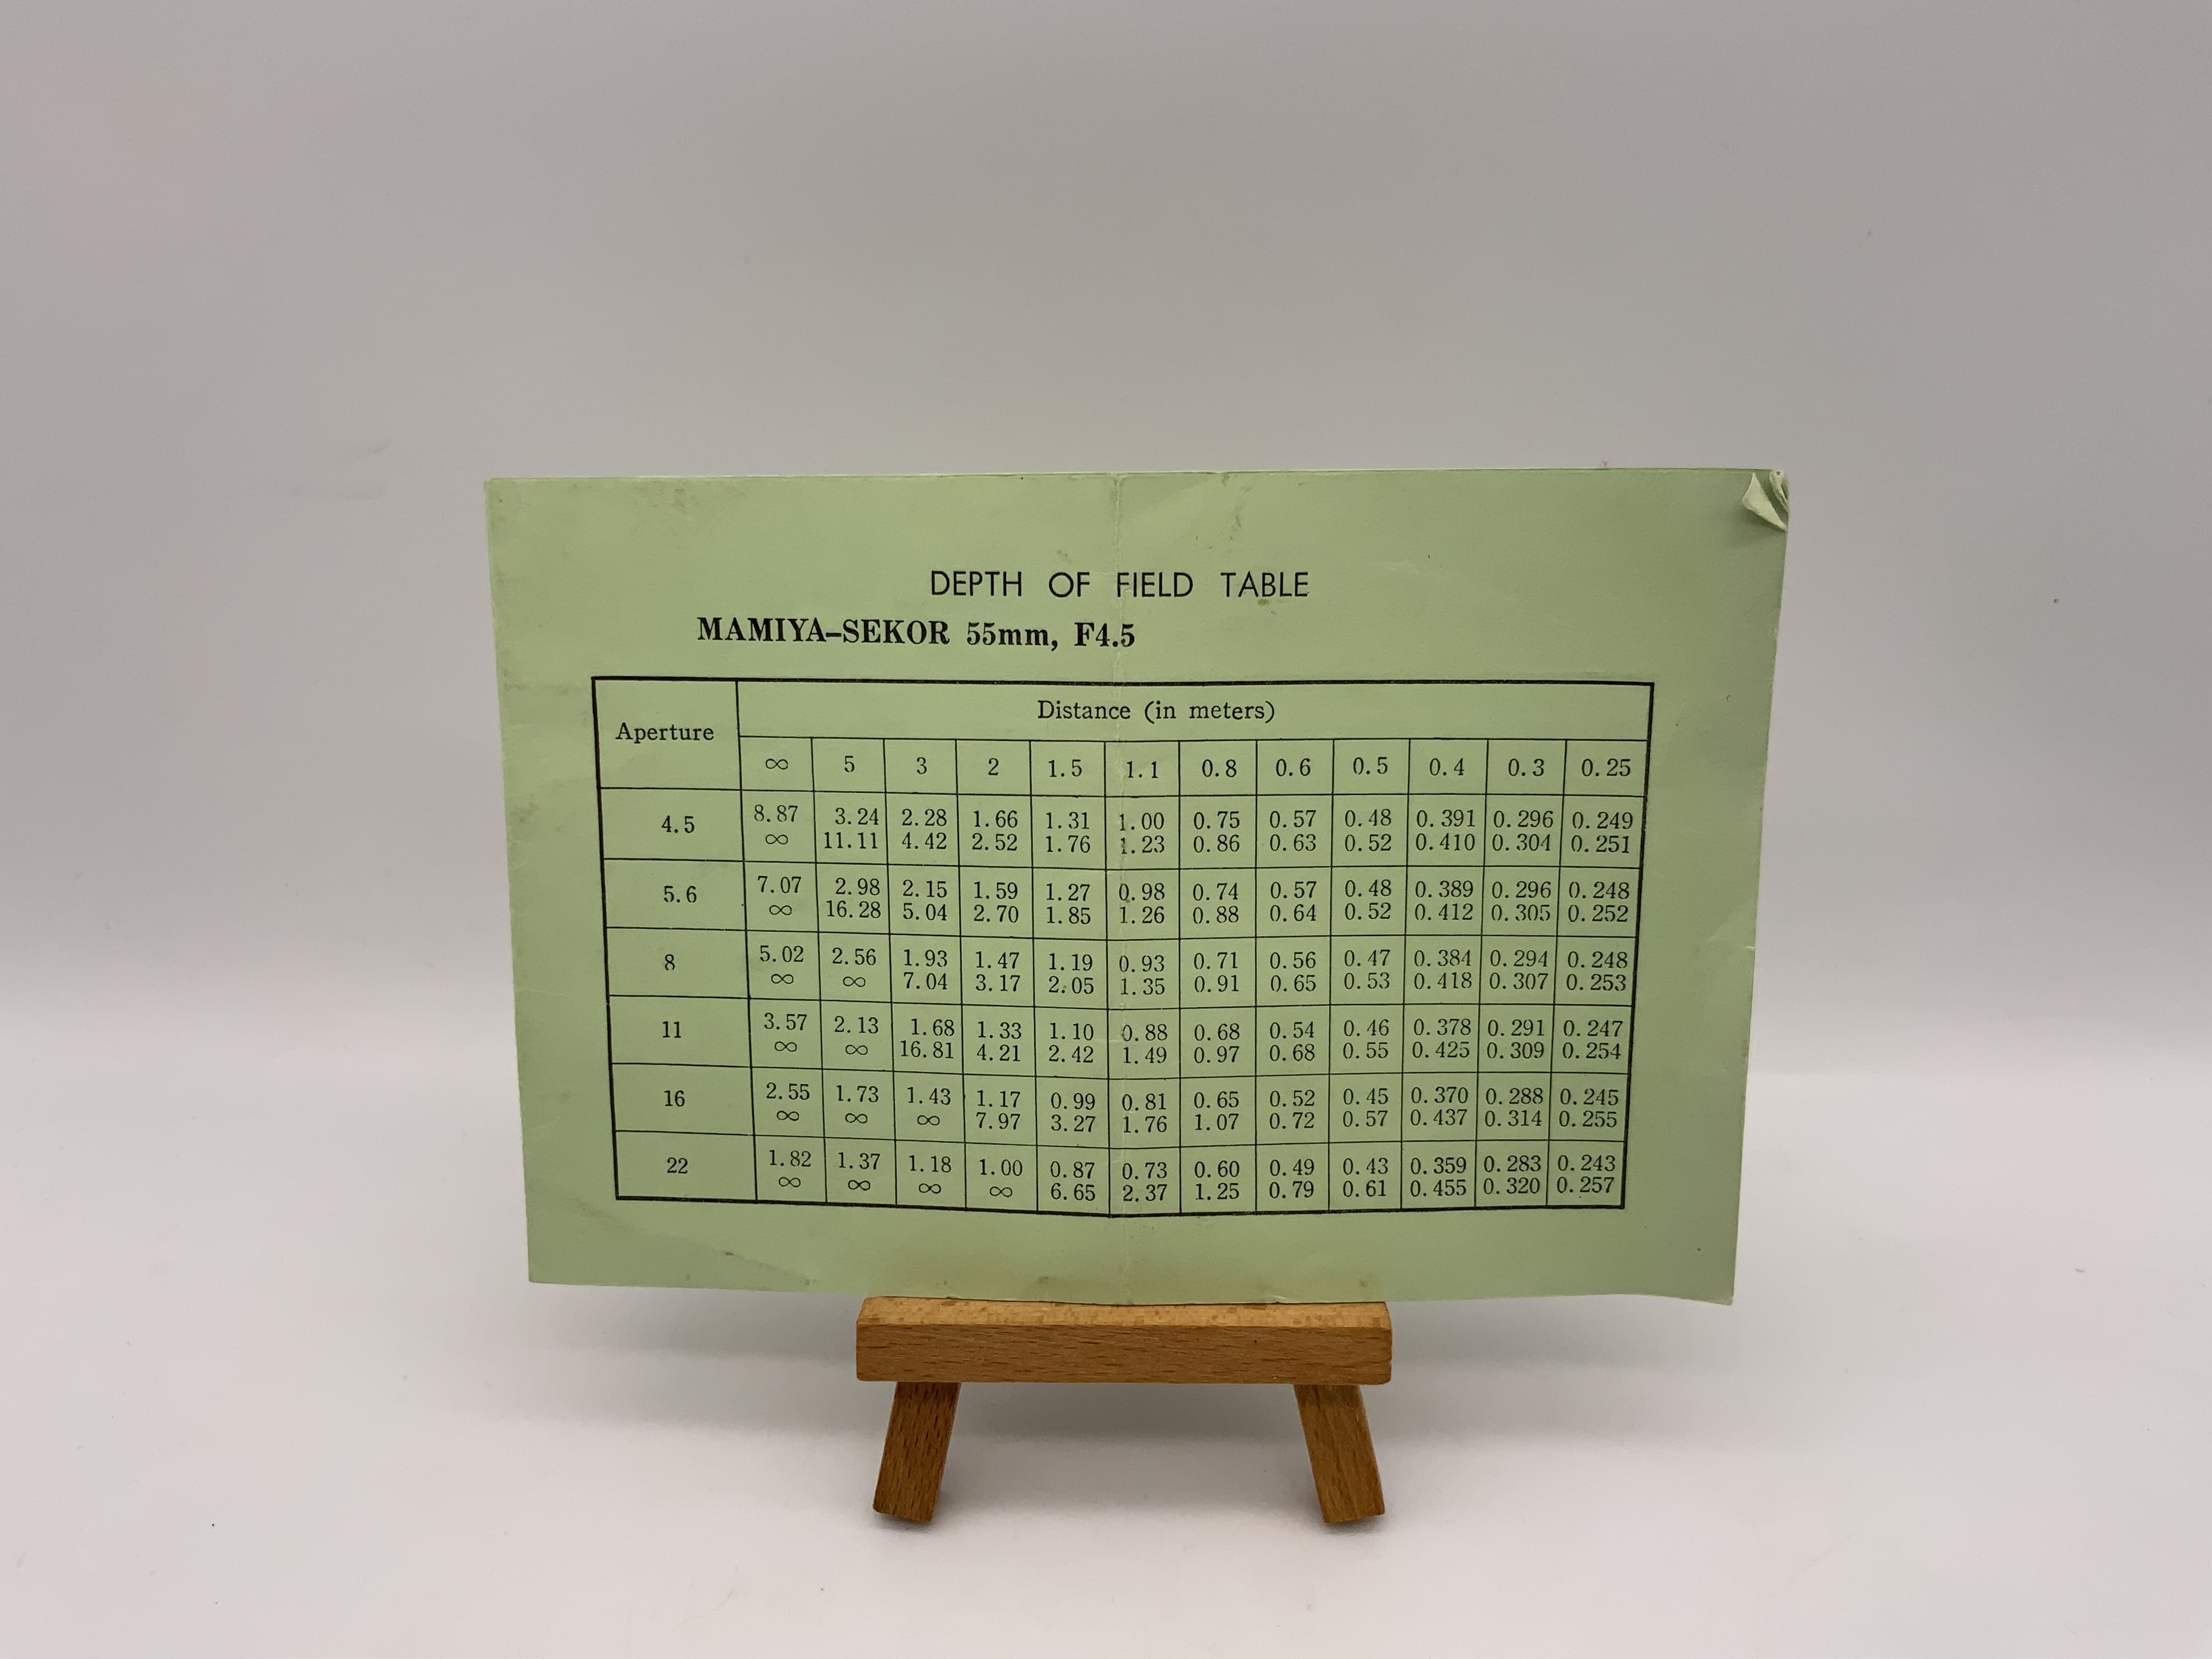 DEPTH OF FIELD TABLE
MAMIYA–SEKOR 55mm, F4.5
Aperture
Distance (in meters)
∞ 5 3 2 1.5 1.1 0.8 0.6 0.5 0.4 0.3 0.25
4.5
8.87 3.24 2.28 1.66 1.31 1.00 0.75 0.57 0.48 0.391 0.296 0.249
∞ 11.11 4.42 2.52 1.76 1.23 0.86 0.63 0.52 0.410 0.304 0.251
5.6
7.07 2.98 2.15 1.59 1.27 0.98 0.74 0.57 0.48 0.389 0.296 0.248
∞ 16.28 5.04 2.70 1.85 1.26 0.88 0.64 0.52 0.412 0.305 0.252
8
5.02 2.56 1.93 1.47 1.19 0.93 0.71 0.56 0.47 0.384 0.294 0.248
∞ ∞ 7.04 3.17 2.05 1.35 0.91 0.65 0.53 0.418 0.307 0.253
11
3.57 2.13 1.68 1.33 1.10 0.88 0.68 0.54 0.46 0.378 0.291 0.247
∞ ∞ 16.81 4.21 2.42 1.49 0.97 0.68 0.55 0.425 0.309 0.254
16
2.55 1.73 1.43 1.17 0.99 0.81 0.65 0.52 0.45 0.370 0.288 0.245
∞ ∞ ∞ 7.97 3.27 1.76 1.07 0.72 0.57 0.437 0.314 0.255
22
1.82 1.37 1.18 1.00 0.87 0.73 0.60 0.49 0.43 0.359 0.283 0.243
∞ ∞ ∞ ∞ 6.65 2.37 1.25 0.79 0.61 0.455 0.320 0.257